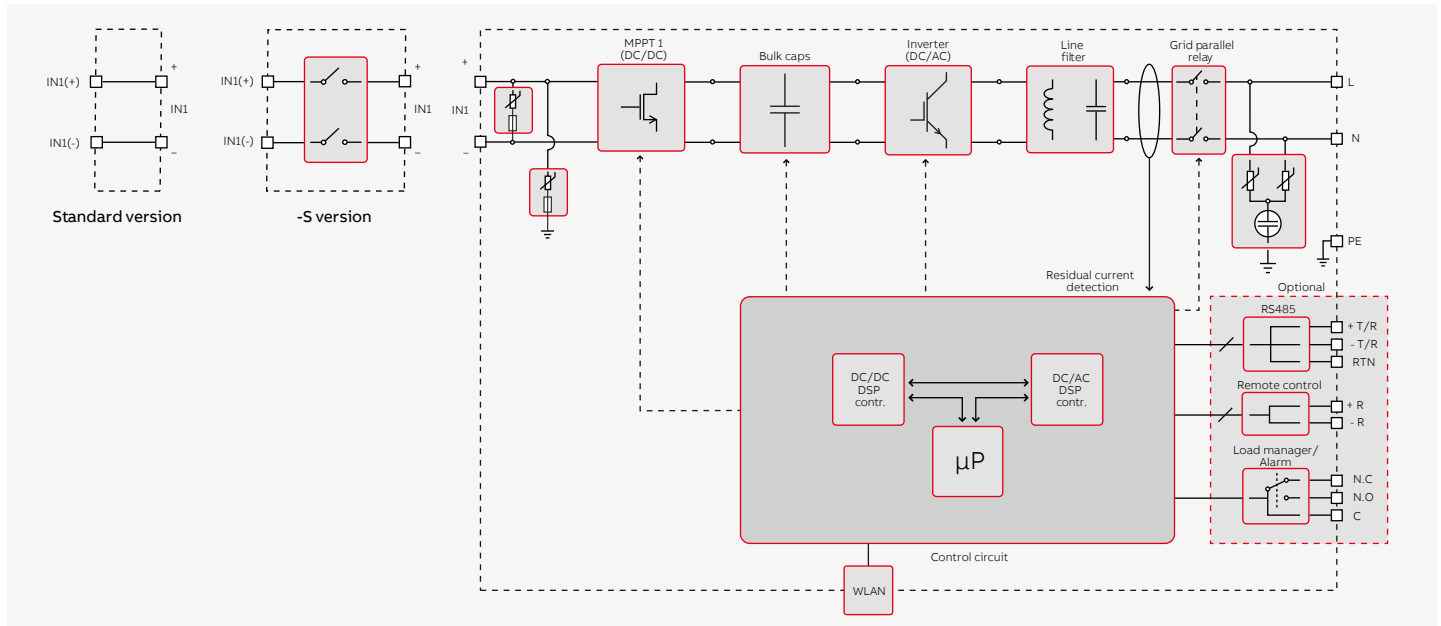 IN1(+)
+
IN1
IN1(-)
–
Standard version
IN1(+)
+
IN1
IN1(-)
–
-S version
+
IN1
–
MPPT 1
(DC/DC)
Bulk caps
Inverter
(DC/AC)
Line
filter
Grid parallel
relay
L
N
PE
Residual current
detection
Optional
RS485
+ T/R
- T/R
RTN
Remote control
+ R
- R
Load manager/
Alarm
N.C
N.O
C
DC/DC
DSP
contr.
DC/AC
DSP
contr.
µP
Control circuit
WLAN